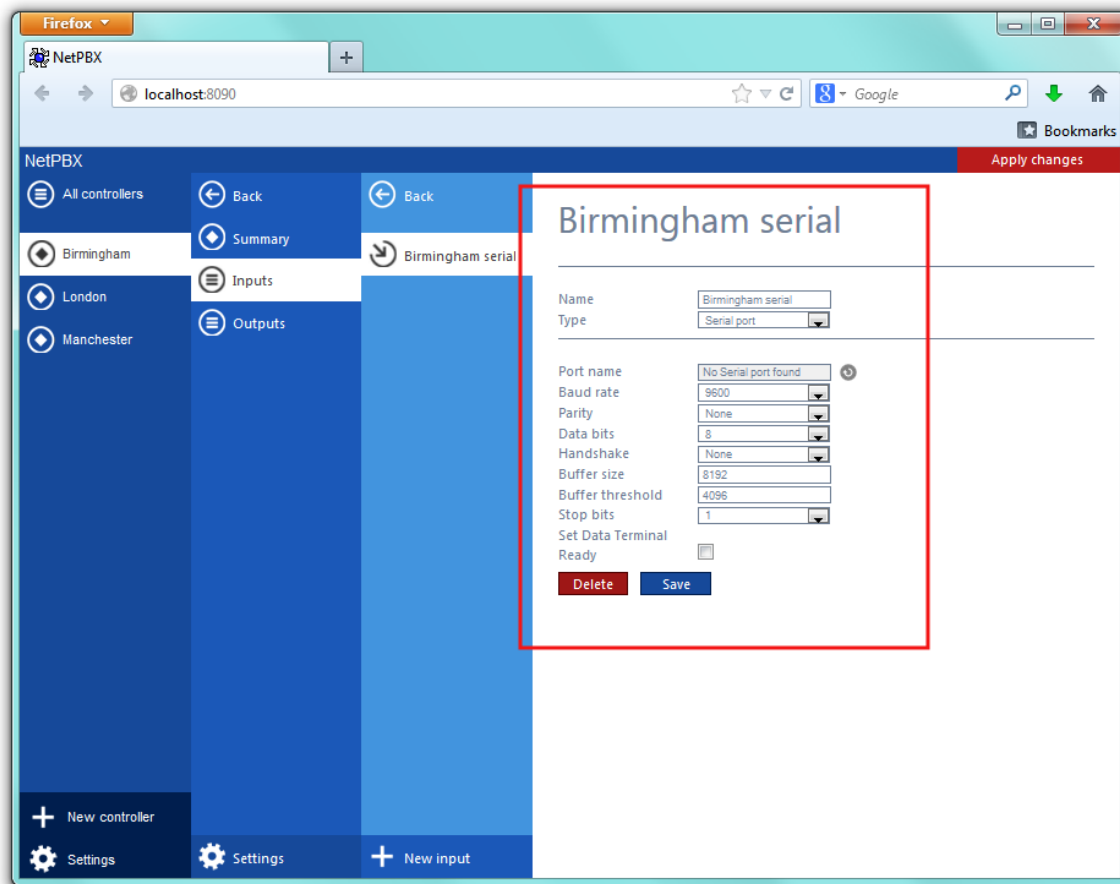 Firefox
NetPBX
localhost:8090
Google
Bookmarks
NetPBX
Apply changes
All controllers
Birmingham
London
Manchester
New controller
Settings
Back
Summary
Inputs
Outputs
Settings
Back
Birmingham serial
New input
Birmingham serial
Name Birmingham serial
Type Serial port
Port name No Serial port found
Baud rate 9600
Parity None
Data bits 8
Handshake None
Buffer size 8192
Buffer threshold 4096
Stop bits 1
Set Data Terminal
Ready
Delete Save